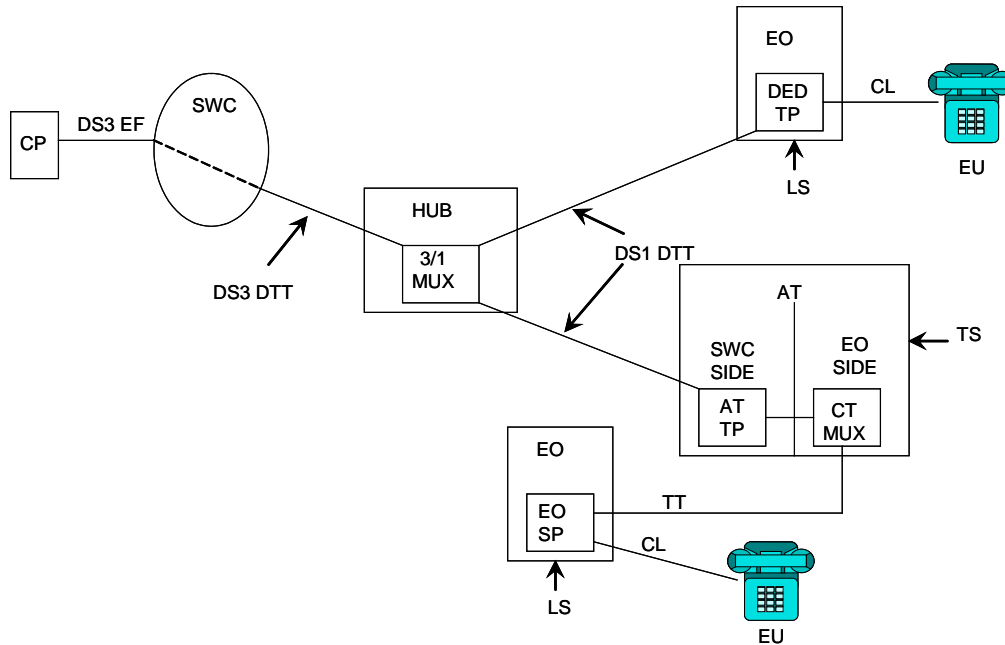 EO
DED
TP
CL
EU
LS
SWC
DS3 EF
CP
HUB
3/1
MUX
DS3 DTT
DS1 DTT
AT
TS
SWC
SIDE
EO
SIDE
AT
TP
CT
MUX
EO
EO
SP
TT
CL
LS
EU